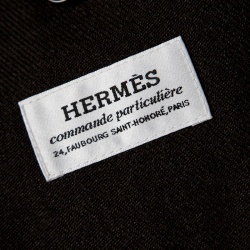 HERMÈS
commande particulière
24, FAUBOURG SAINT-HONORÉ, PARIS